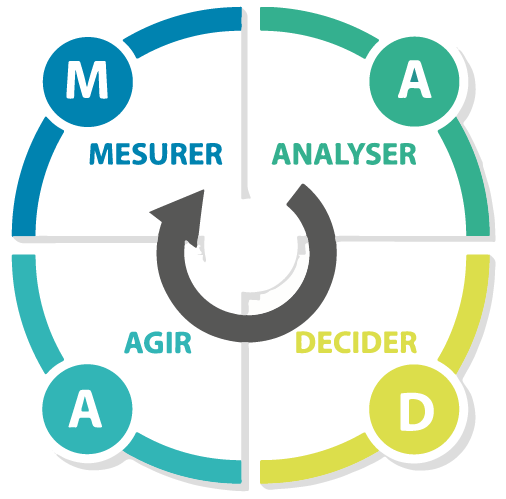 M
A
MESURER
ANALYSER
AGIR
DECIDER
A
D